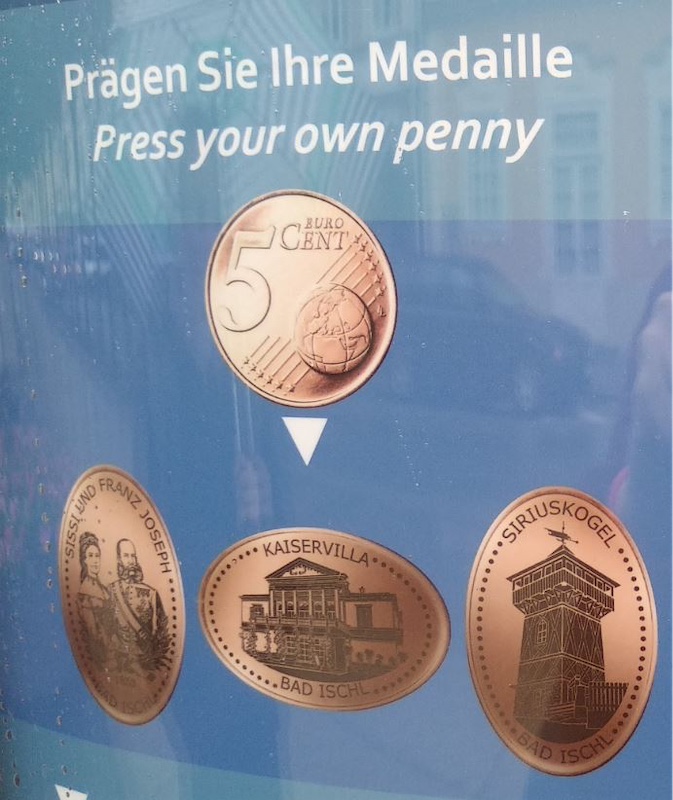 Prägen Sie Ihre Medaille
Press your own penny
5 EURO
CENT
SISSI UND FRANZ JOSEPH
BAD ISCHL
KAISERVILLA
BAD ISCHL
SIRIUSKOGEL
BAD ISCHL